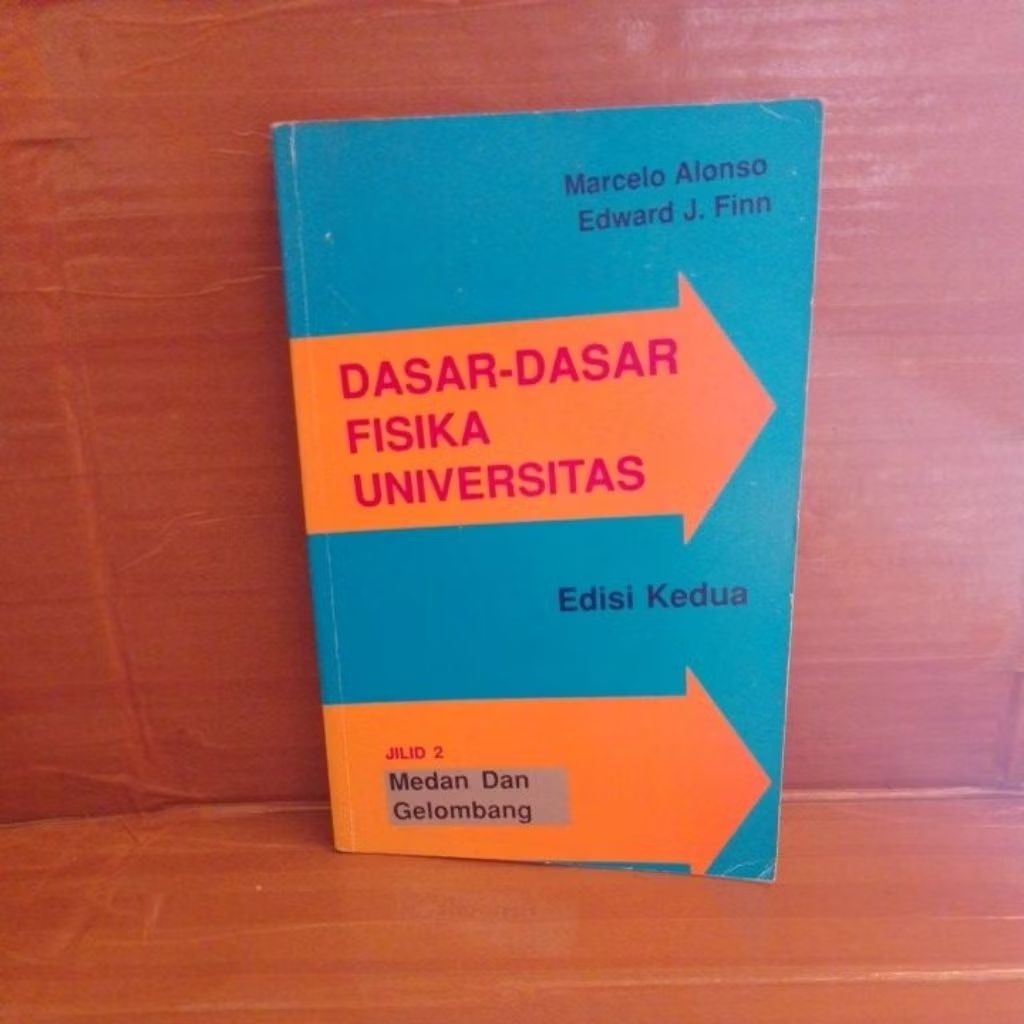 Marcelo Alonso
Edward J. Finn
DASAR-DASAR
FISIKA
UNIVERSITAS
Edisi Kedua
JILID 2
Medan Dan
Gelombang